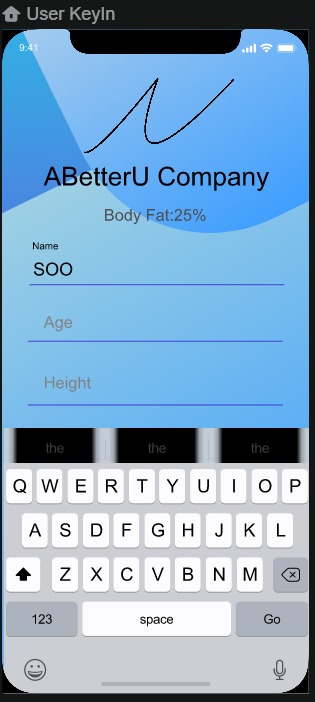 User KeyIn
9:41
ABetterU Company
Body Fat:25%
Name
SOO
Age
Height
the the the
Q W E R T Y U I O P
A S D F G H J K L
Z X C V B N M
123 space Go